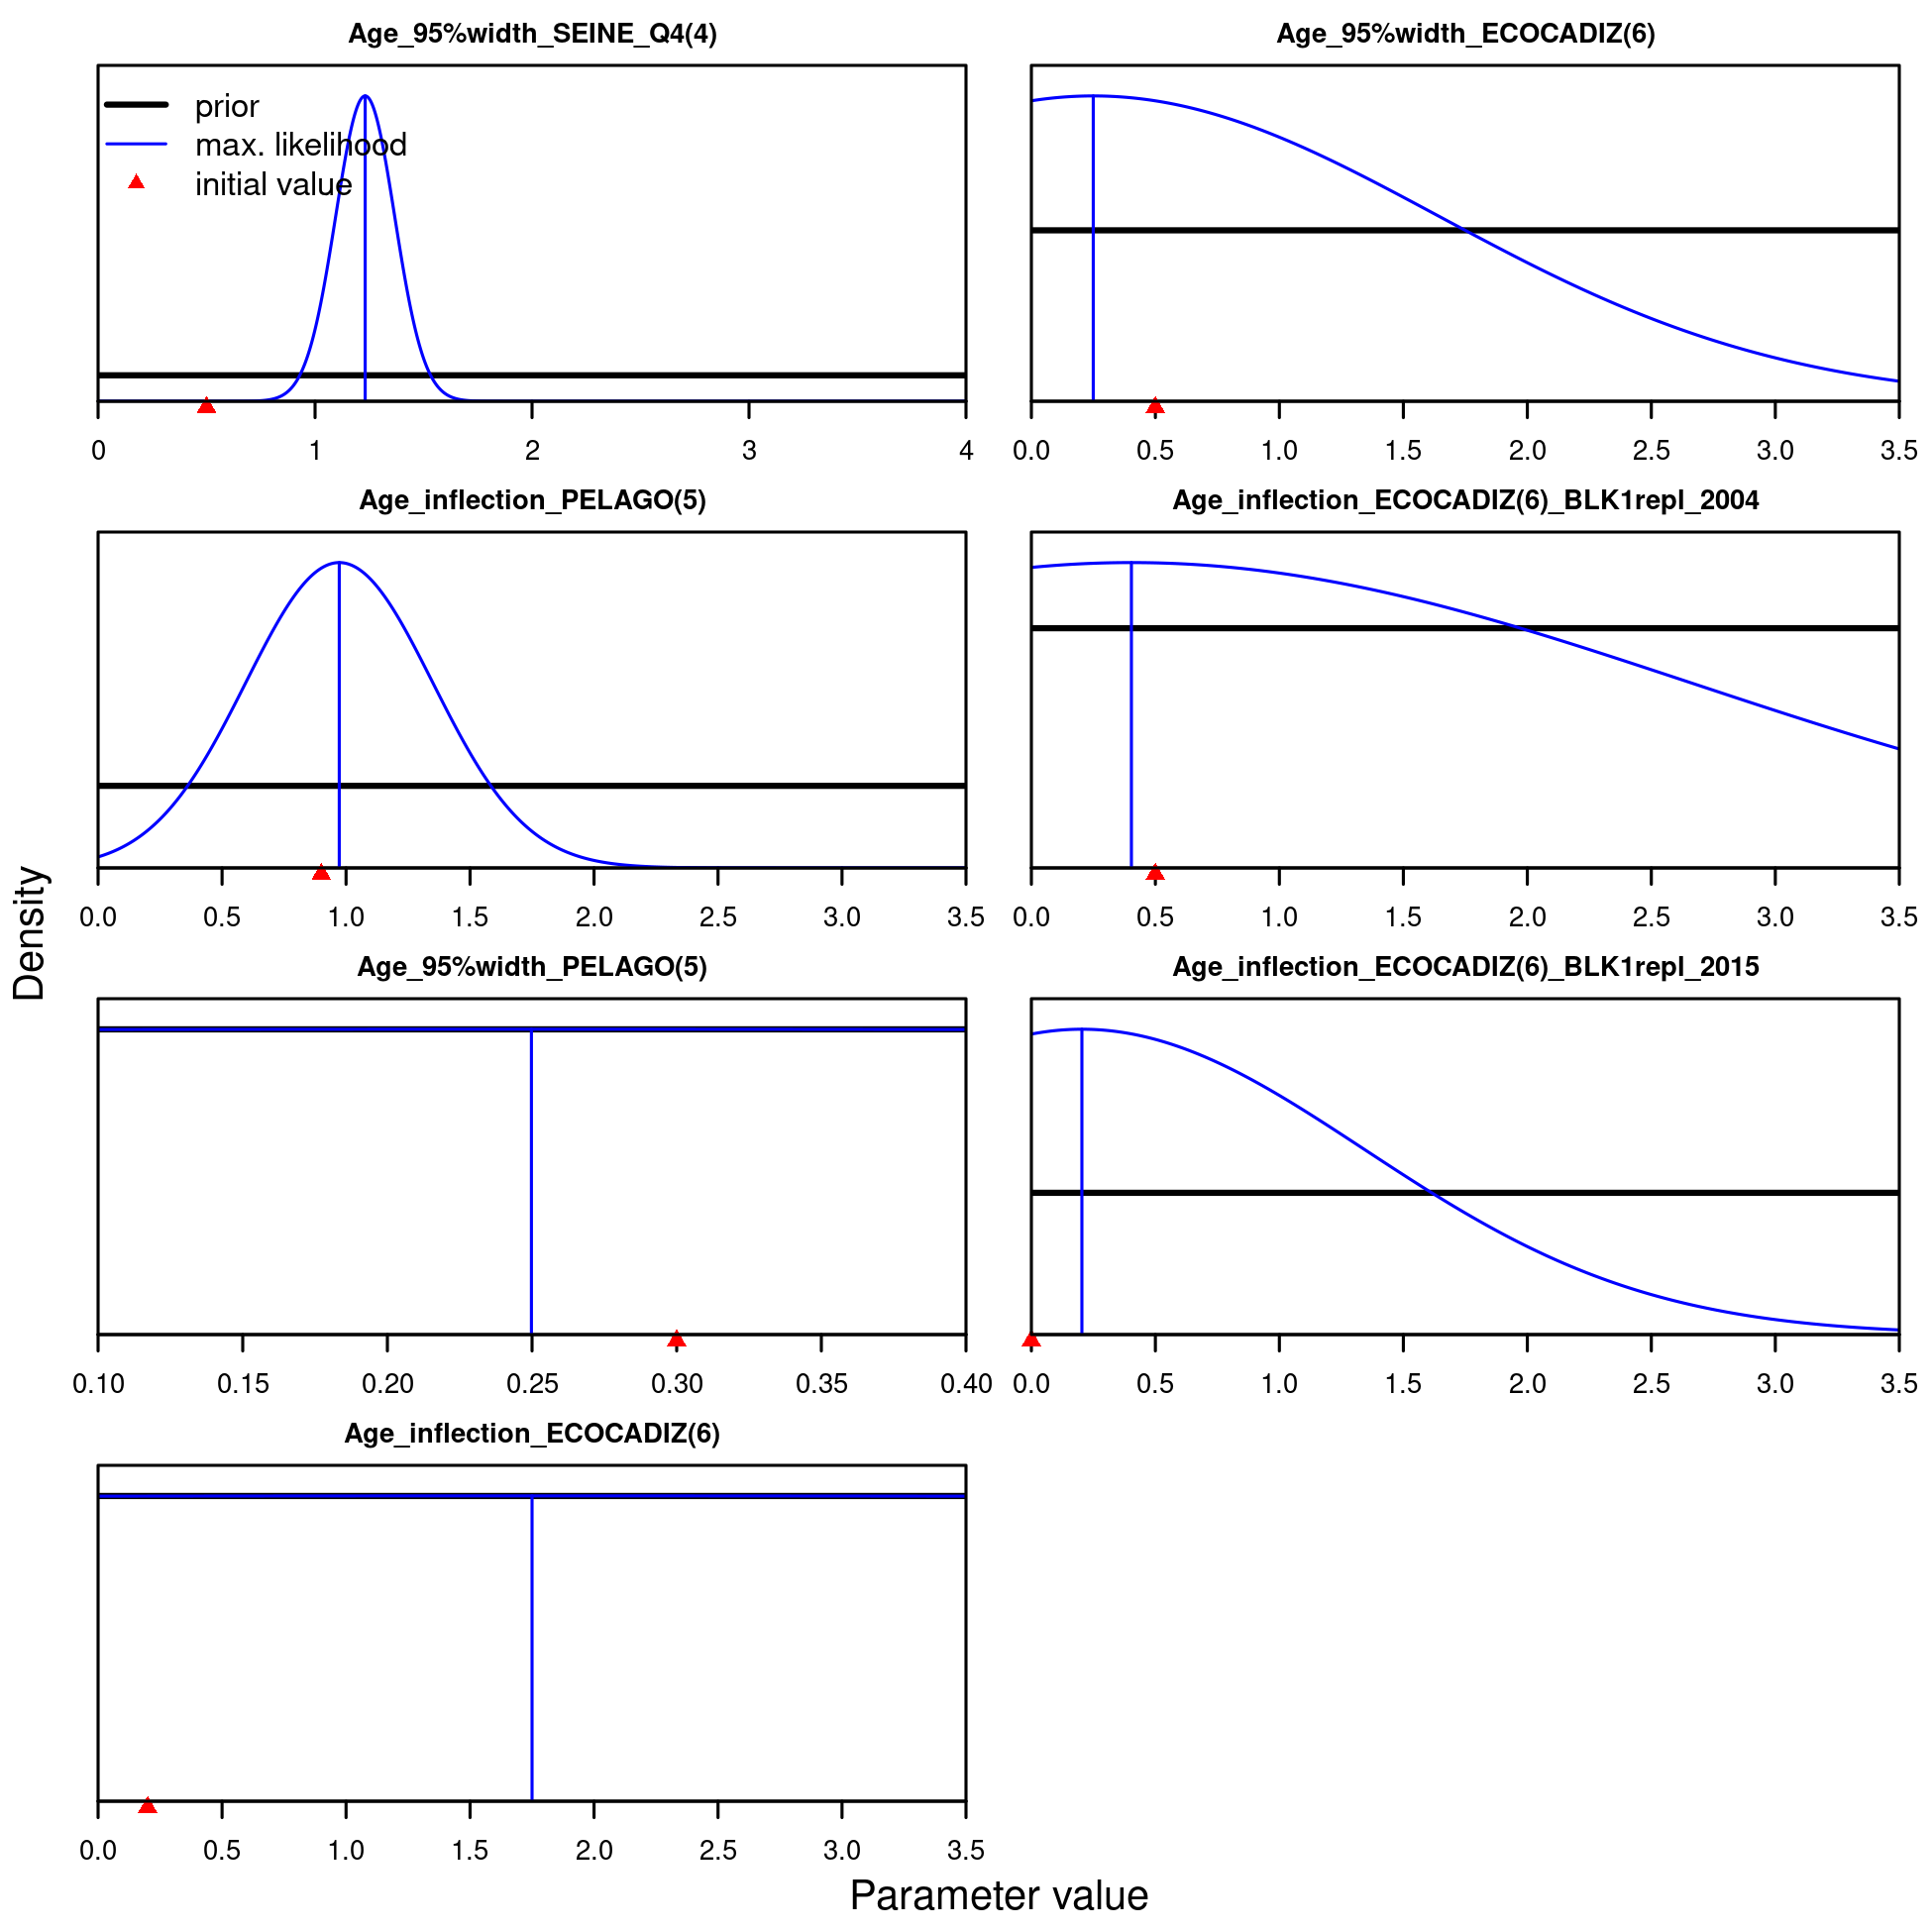 Age_95%width_SEINE_Q4(4)
prior
max. likelihood
initial value
0 1 2 3 4
Age_95%width_ECOCADIZ(6)
0.0 0.5 1.0 1.5 2.0 2.5 3.0 3.5
Age_inflection_PELAGO(5)
0.0 0.5 1.0 1.5 2.0 2.5 3.0 3.5
Age_inflection_ECOCADIZ(6)_BLK1repl_2004
0.0 0.5 1.0 1.5 2.0 2.5 3.0 3.5
Age_95%width_PELAGO(5)
0.10 0.15 0.20 0.25 0.30 0.35 0.40
Age_inflection_ECOCADIZ(6)_BLK1repl_2015
0.0 0.5 1.0 1.5 2.0 2.5 3.0 3.5
Age_inflection_ECOCADIZ(6)
0.0 0.5 1.0 1.5 2.0 2.5 3.0 3.5
Density
Parameter value